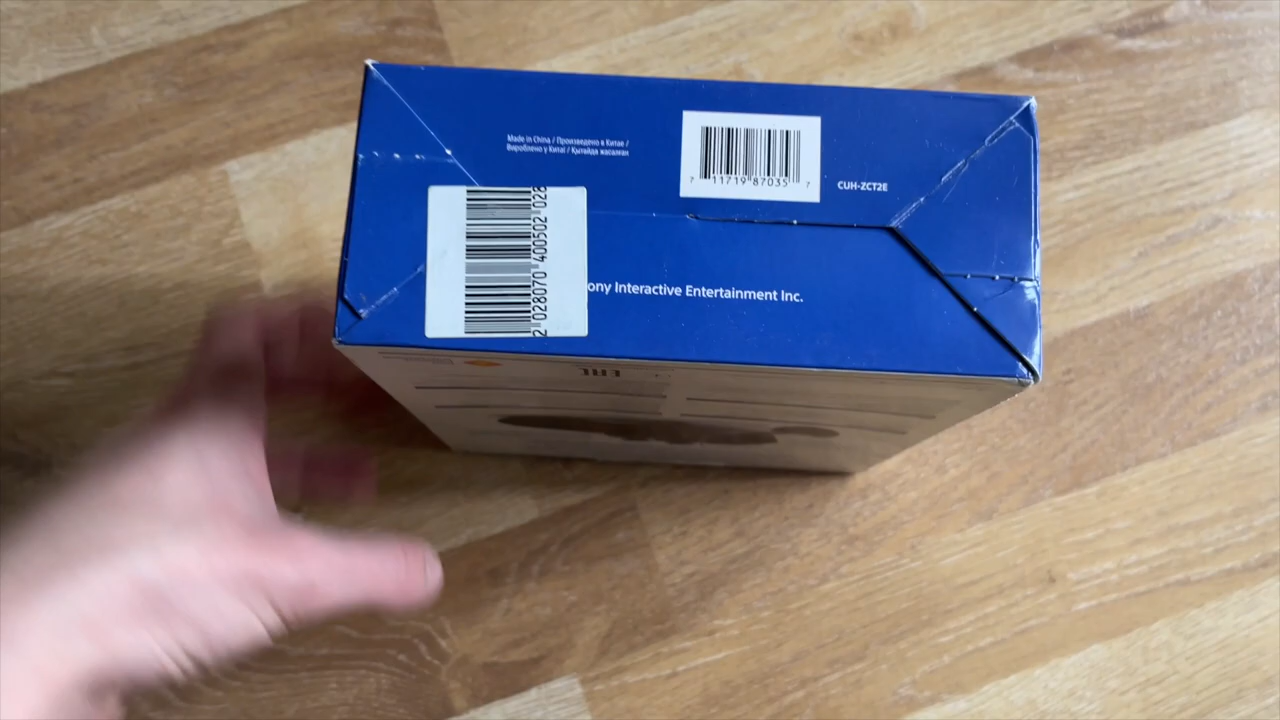 Made in China / Произведено в Китае /
Вироблено у Китаї / Қытайда жасалған
7 11719 87035 7
CUH-ZCT2E
2 028070 400502 028
ony Interactive Entertainment Inc.
EAC